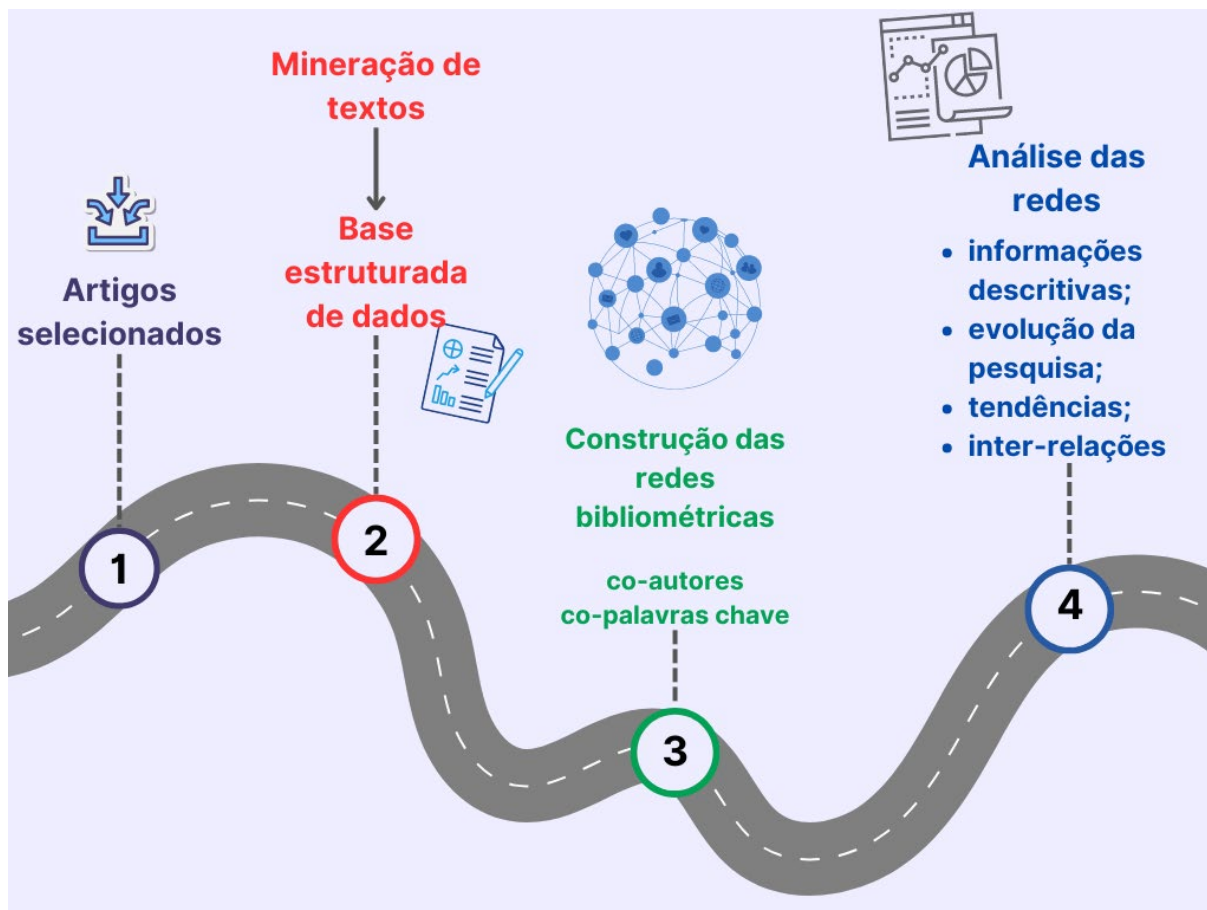 Artigos
selecionados
1
Mineração de
textos
Base
estruturada
de dados
2
Construção das
redes
bibliométricas
co-autores
co-palavras chave
3
Análise das
redes
• informações
descritivas;
• evolução da
pesquisa;
• tendências;
• inter-relações
4